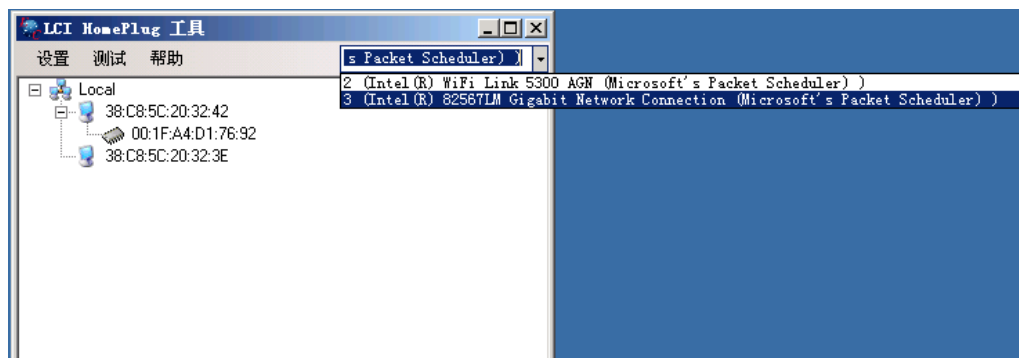 LCI HomePlug 工具
设置 测试 帮助
s Packet Scheduler) )
2 (Intel(R) WiFi Link 5300 AGN (Microsoft's Packet Scheduler) )
3 (Intel(R) 82567LM Gigabit Network Connection (Microsoft's Packet Scheduler) )
Local
38:C8:5C:20:32:42
00:1F:A4:D1:76:92
38:C8:5C:20:32:3E